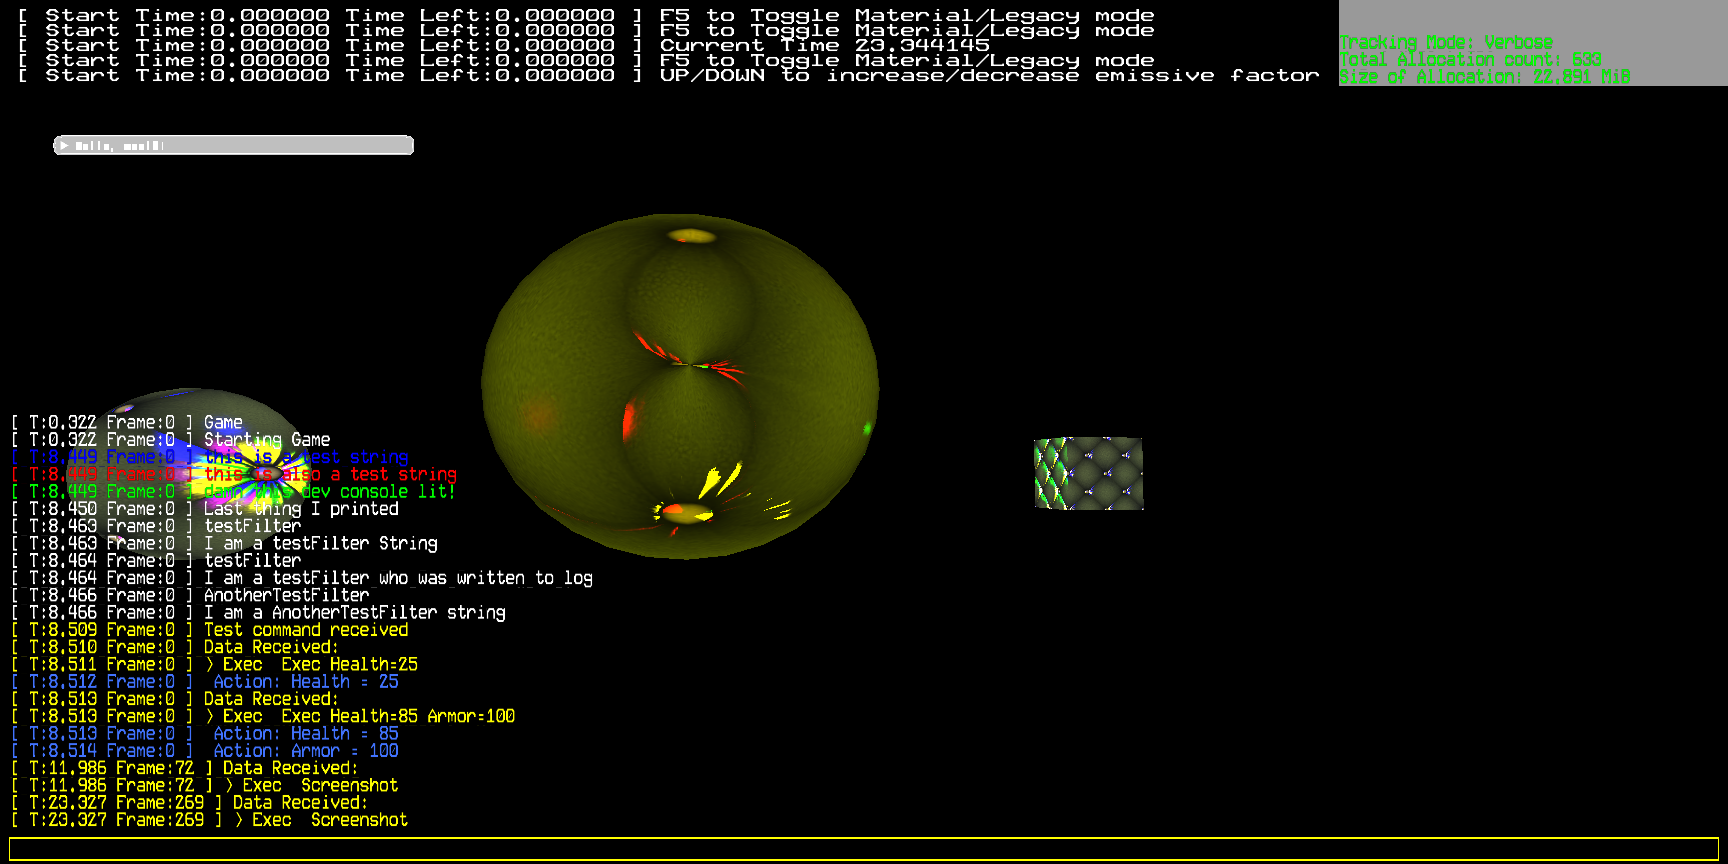 [ Start Time:0.000000 Time Left:0.000000 ] F5 to Toggle Material/Legacy mode
[ Start Time:0.000000 Time Left:0.000000 ] F5 to Toggle Material/Legacy mode
[ Start Time:0.000000 Time Left:0.000000 ] Current Time 23.344145
[ Start Time:0.000000 Time Left:0.000000 ] F5 to Toggle Material/Legacy mode
[ Start Time:0.000000 Time Left:0.000000 ] UP/DOWN to increase/decrease emissive factor
Tracking Mode: Verbose
Total Allocation count: 533
Size of Allocation: 22.891 MiB
[ T:0.322 Frame:0 ] Game
[ T:0.322 Frame:0 ] Starting Game
[ T:8.449 Frame:0 ] this is a test string
[ T:8.449 Frame:0 ] this is also a test string
[ T:8.449 Frame:0 ] damn this dev console lit!
[ T:8.450 Frame:0 ] Last thing I printed
[ T:8.463 Frame:0 ] testFilter
[ T:8.463 Frame:0 ] I am a testFilter String
[ T:8.464 Frame:0 ] testFilter
[ T:8.464 Frame:0 ] I am a testFilter who was written to log
[ T:8.466 Frame:0 ] AnotherTestFilter
[ T:8.466 Frame:0 ] I am a AnotherTestFilter string
[ T:8.509 Frame:0 ] Test command received
[ T:8.510 Frame:0 ] Data Received:
[ T:8.511 Frame:0 ] > Exec  Exec Health=25
[ T:8.512 Frame:0 ]  Action: Health = 25
[ T:8.513 Frame:0 ] Data Received:
[ T:8.513 Frame:0 ] > Exec  Exec Health=85 Armor=100
[ T:8.513 Frame:0 ]  Action: Health = 85
[ T:8.514 Frame:0 ]  Action: Armor = 100
[ T:11.986 Frame:72 ] Data Received:
[ T:11.986 Frame:72 ] > Exec  Screenshot
[ T:23.327 Frame:269 ] Data Received:
[ T:23.327 Frame:269 ] > Exec  Screenshot